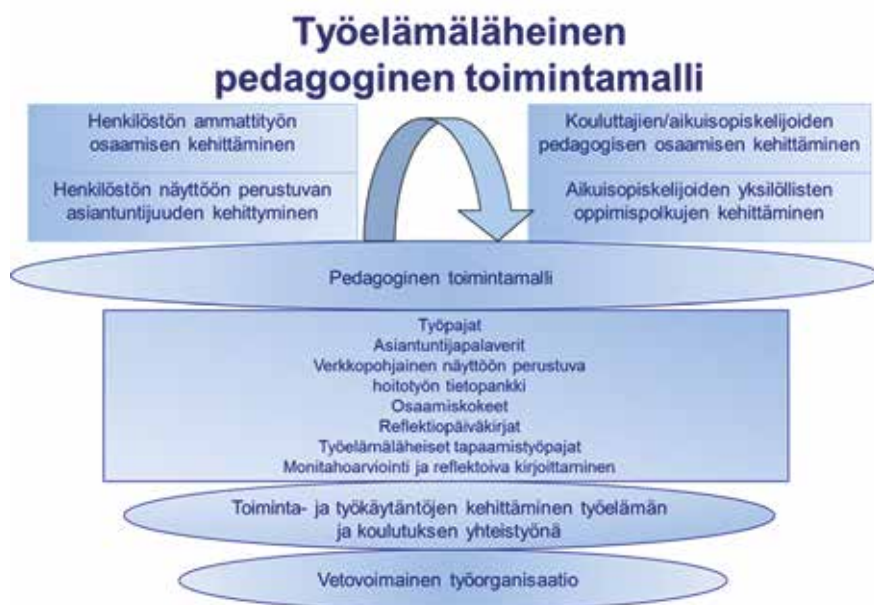 Työelämäläheinen
pedagoginen toimintamalli
Henkilöstön ammattityön
osaamisen kehittäminen
Henkilöstön näyttöön perustuvan
asiantuntijuuden kehittyminen
Kouluttajien/aikuisopiskelijoiden
pedagogisen osaamisen kehittäminen
Aikuisopiskelijoiden yksilöllisten
oppimispolkujen kehittäminen
Pedagoginen toimintamalli
Työpajat
Asiantuntijapalaverit
Verkkopohjainen näyttöön perustuva
hoitotyön tietopankki
Osaamiskokeet
Reflektiopäiväkirjat
Työelämäläheiset tapaamistyöpajat
Monitahoarviointi ja reflektoiva kirjoittaminen
Toiminta- ja työkäytäntöjen kehittäminen työelämän
ja koulutuksen yhteistyönä
Vetovoimainen työorganisaatio